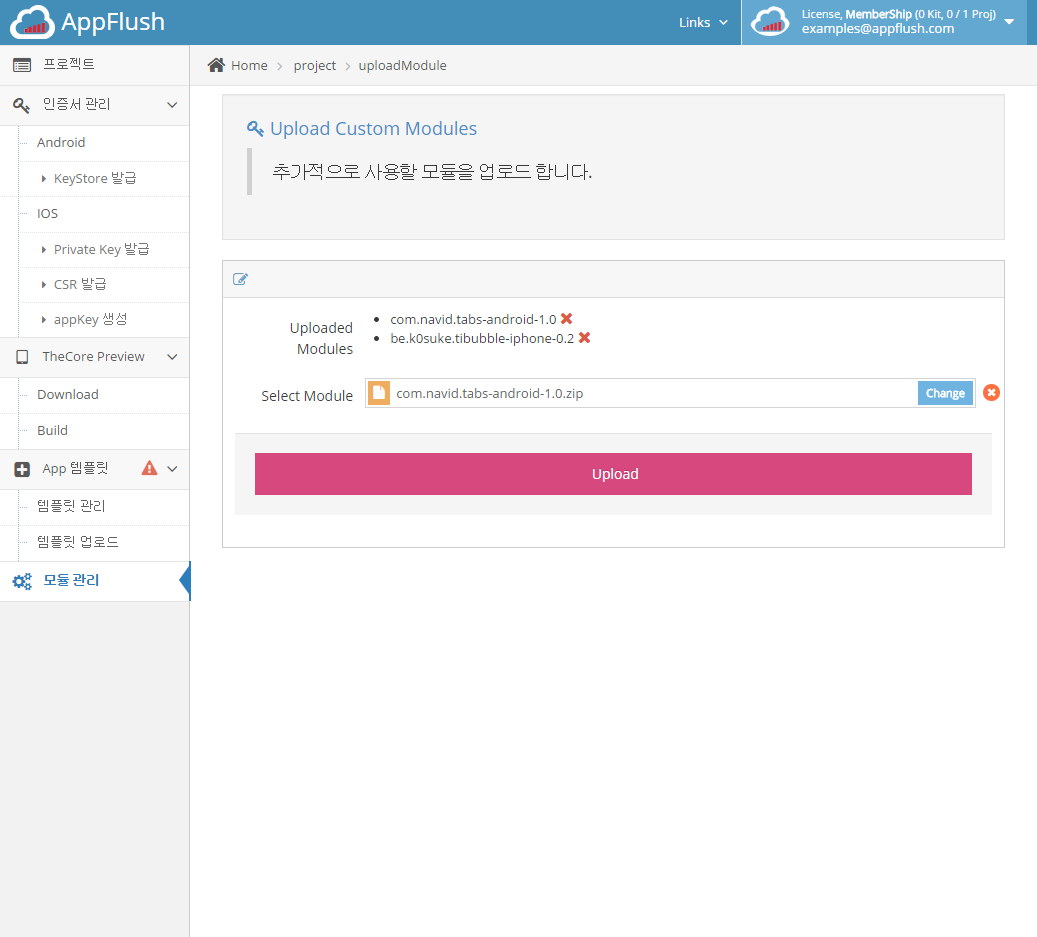 AppFlush
Links
License, MemberShip (0 Kit, 0 / 1 Proj)
examples@appflush.com
프로젝트
인증서 관리
Android
KeyStore 발급
IOS
Private Key 발급
CSR 발급
appKey 생성
TheCore Preview
Download
Build
App 템플릿
템플릿 관리
템플릿 업로드
모듈 관리
Home
project
uploadModule
Upload Custom Modules
추가적으로 사용할 모듈을 업로드 합니다.
Uploaded
Modules
com.navid.tabs-android-1.0
be.k0suke.tibubble-iphone-0.2
Select Module
com.navid.tabs-android-1.0.zip
Change
Upload